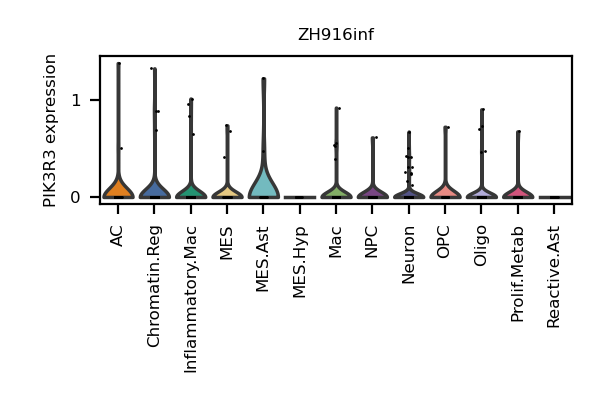 ZH916inf
PIK3R3 expression
1
0
AC
Chromatin.Reg
Inflammatory.Mac
MES
MES.Ast
MES.Hyp
Mac
NPC
Neuron
OPC
Oligo
Prolif.Metab
Reactive.Ast